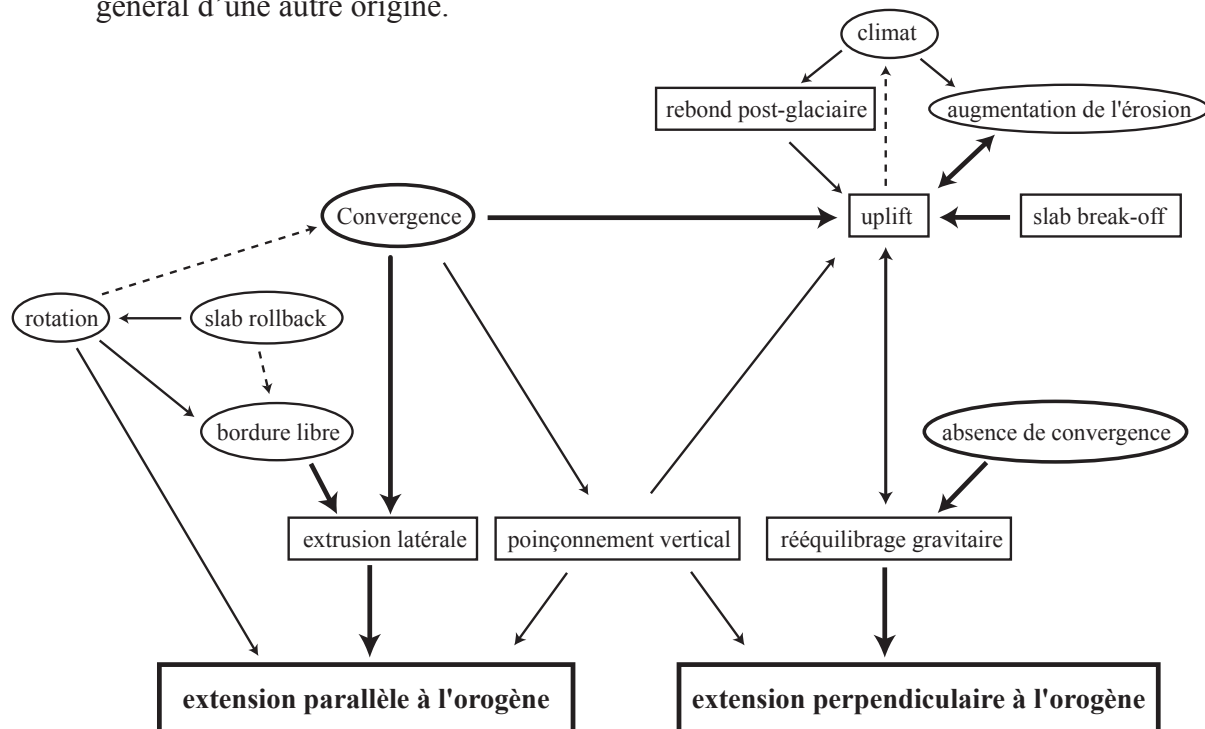 général d'une autre origine.
climat
rebond post-glaciaire
augmentation de l'érosion
Convergence
uplift
slab break-off
rotation
slab rollback
bordure libre
absence de convergence
extrusion latérale
poinçonnement vertical
rééquilibrage gravitaire
extension parallèle à l'orogène
extension perpendiculaire à l'orogène